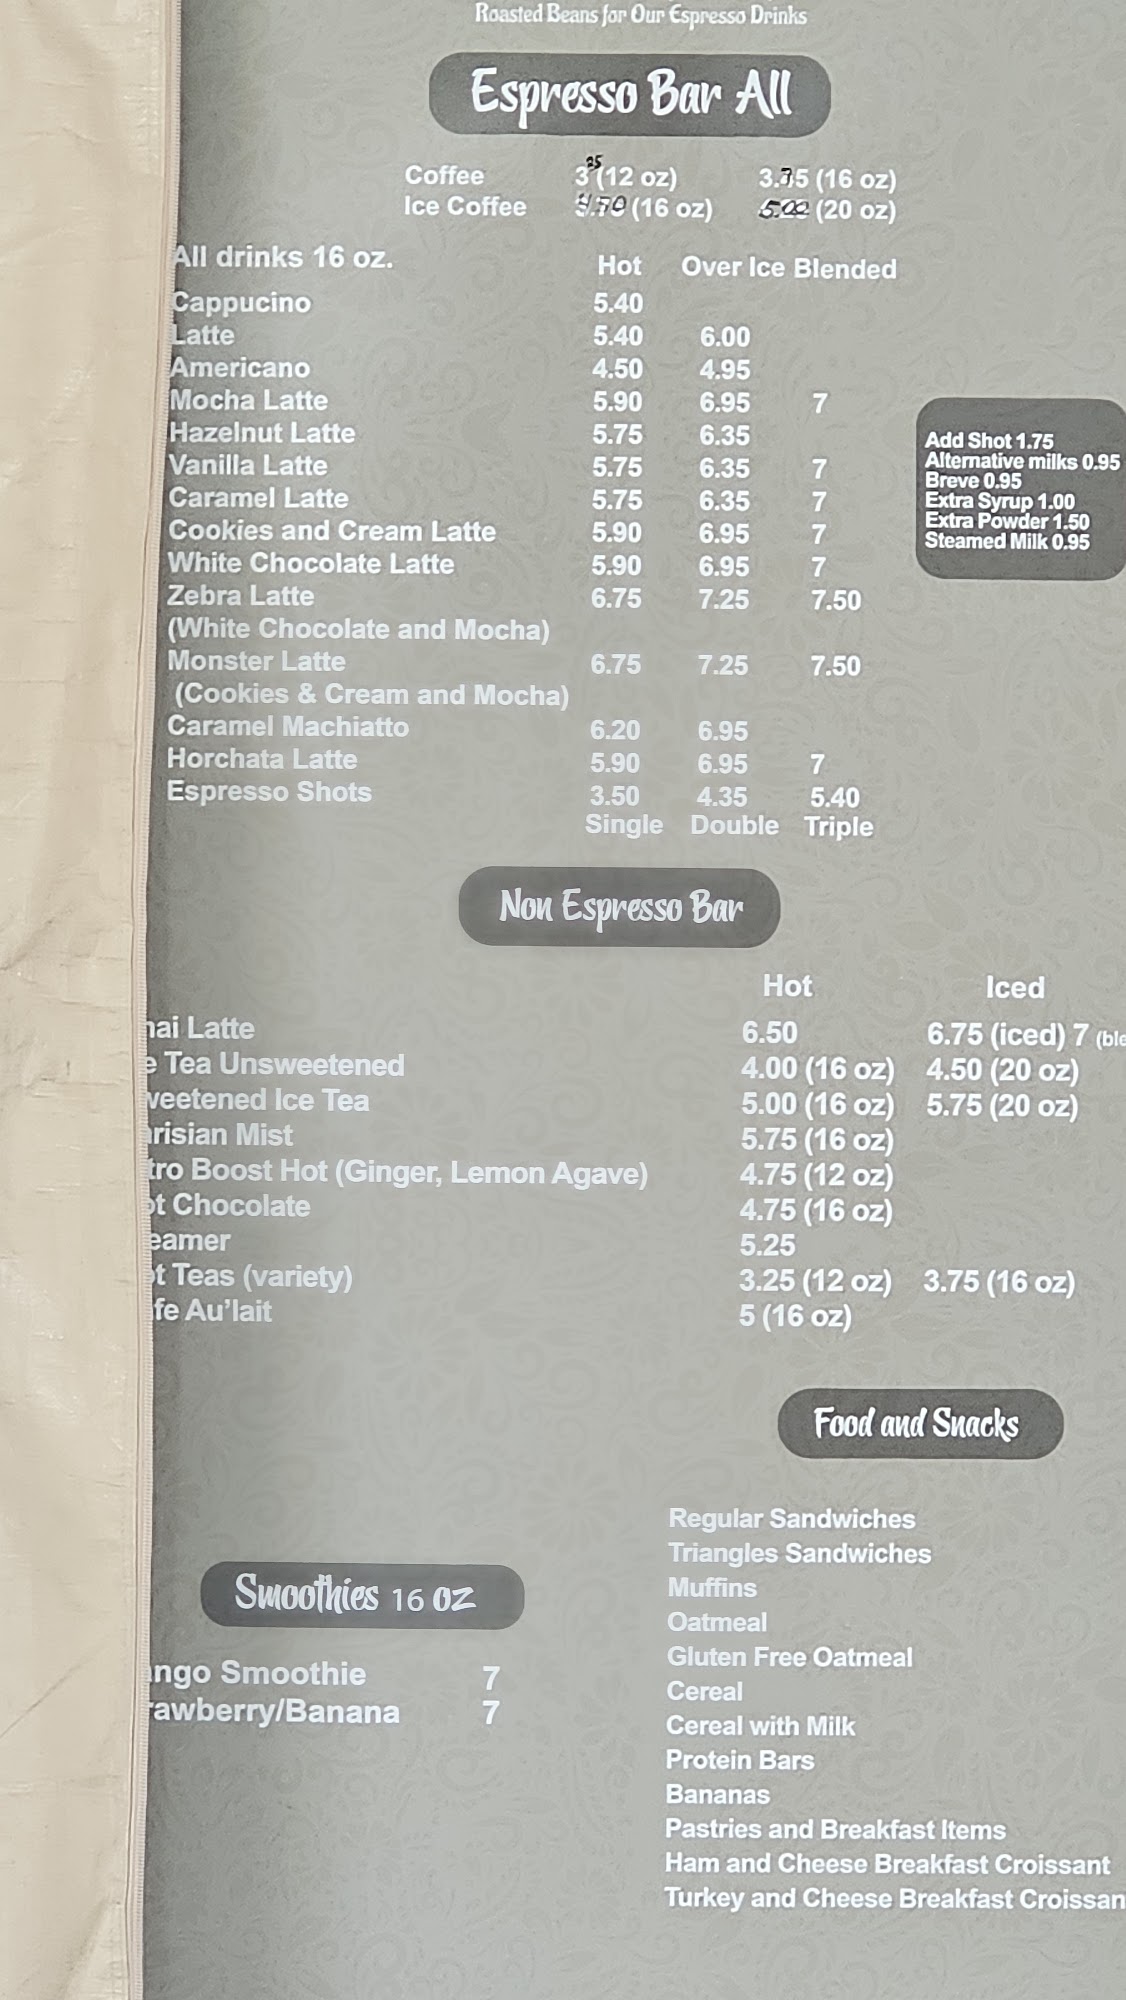 Roasted Beans for Our Espresso Drinks
Espresso Bar All
Coffee 3 25 (12 oz) 3.75 (16 oz)
Ice Coffee 4.70 (16 oz) 5.00 (20 oz)
All drinks 16 oz. Hot Over Ice Blended
Cappucino 5.40
Latte 5.40 6.00
Americano 4.50 4.95
Mocha Latte 5.90 6.95 7
Hazelnut Latte 5.75 6.35
Vanilla Latte 5.75 6.35 7
Caramel Latte 5.75 6.35 7
Cookies and Cream Latte 5.90 6.95 7
White Chocolate Latte 5.90 6.95 7
Zebra Latte 6.75 7.25 7.50
(White Chocolate and Mocha)
Monster Latte 6.75 7.25 7.50
(Cookies & Cream and Mocha)
Caramel Machiatto 6.20 6.95
Horchata Latte 5.90 6.95 7
Espresso Shots 3.50 4.35 5.40
Single Double Triple
Add Shot 1.75
Alternative milks 0.95
Breve 0.95
Extra Syrup 1.00
Extra Powder 1.50
Steamed Milk 0.95
Non Espresso Bar
Hot Iced
hai Latte 6.50 6.75 (iced) 7 (ble
e Tea Unsweetened 4.00 (16 oz) 4.50 (20 oz)
weetened Ice Tea 5.00 (16 oz) 5.75 (20 oz)
arisian Mist 5.75 (16 oz)
tro Boost Hot (Ginger, Lemon Agave) 4.75 (12 oz)
ot Chocolate 4.75 (16 oz)
eamer 5.25
ot Teas (variety) 3.25 (12 oz) 3.75 (16 oz)
fe Au'lait 5 (16 oz)
Food and Snacks
Regular Sandwiches
Triangles Sandwiches
Muffins
Oatmeal
Gluten Free Oatmeal
Cereal
Cereal with Milk
Protein Bars
Bananas
Pastries and Breakfast Items
Ham and Cheese Breakfast Croissant
Turkey and Cheese Breakfast Croissan
Smoothies 16 oz
ango Smoothie 7
rawberry/Banana 7